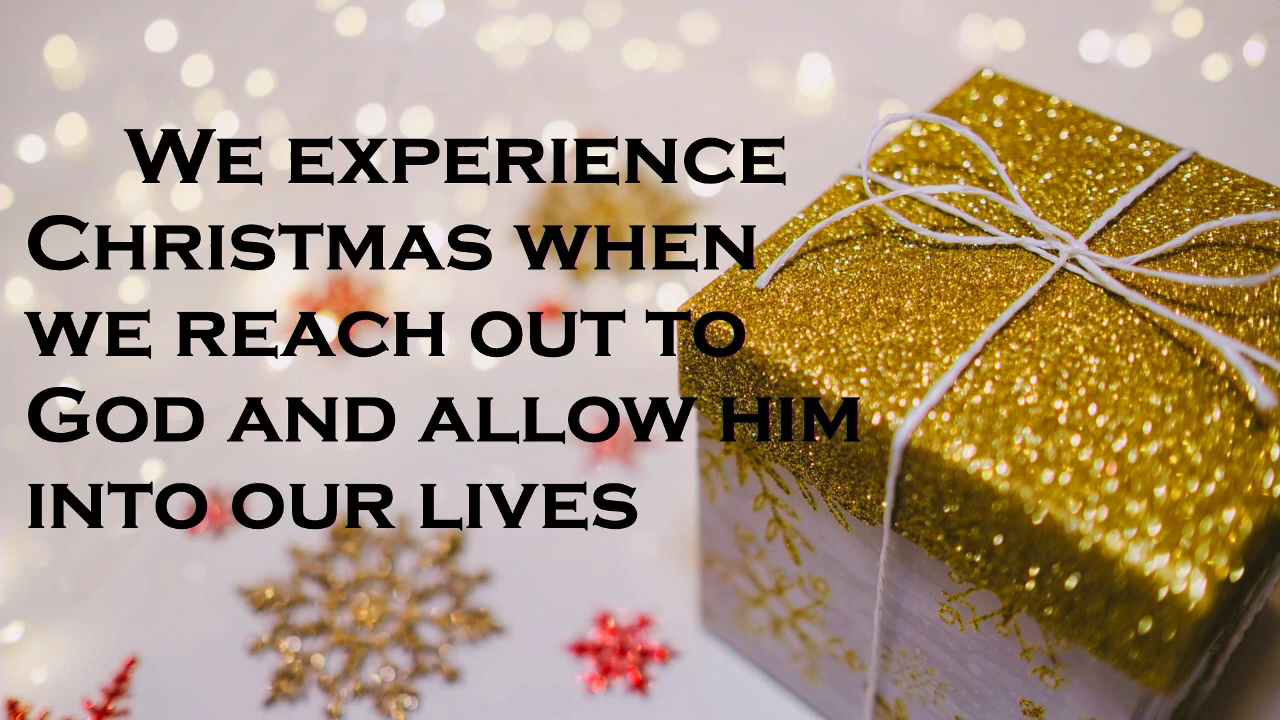 We experience
Christmas when
we reach out to
God and allow him
into our lives